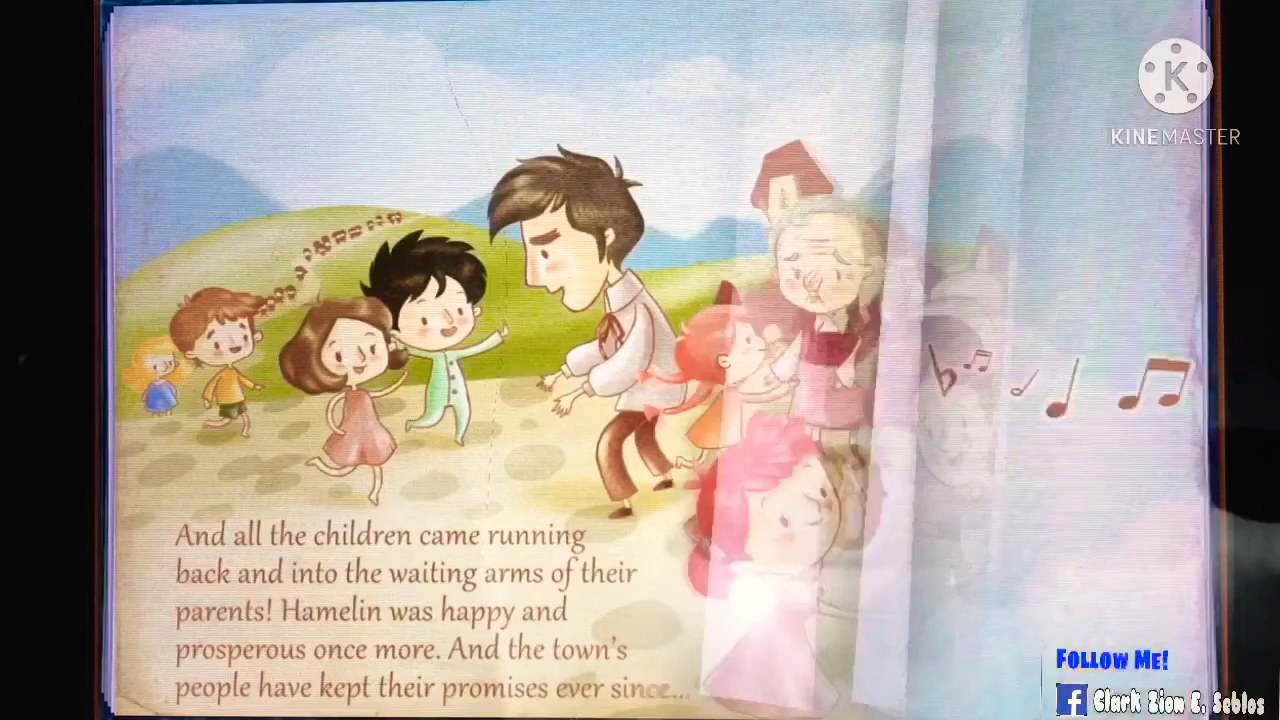 KINEMASTER
And all the children came running
back and into the waiting arms of their
parents! Hamelin was happy and
prosperous once more. And the town's
people have kept their promises ever since...
FOLLOW ME!
Clark Zion E. Sebios